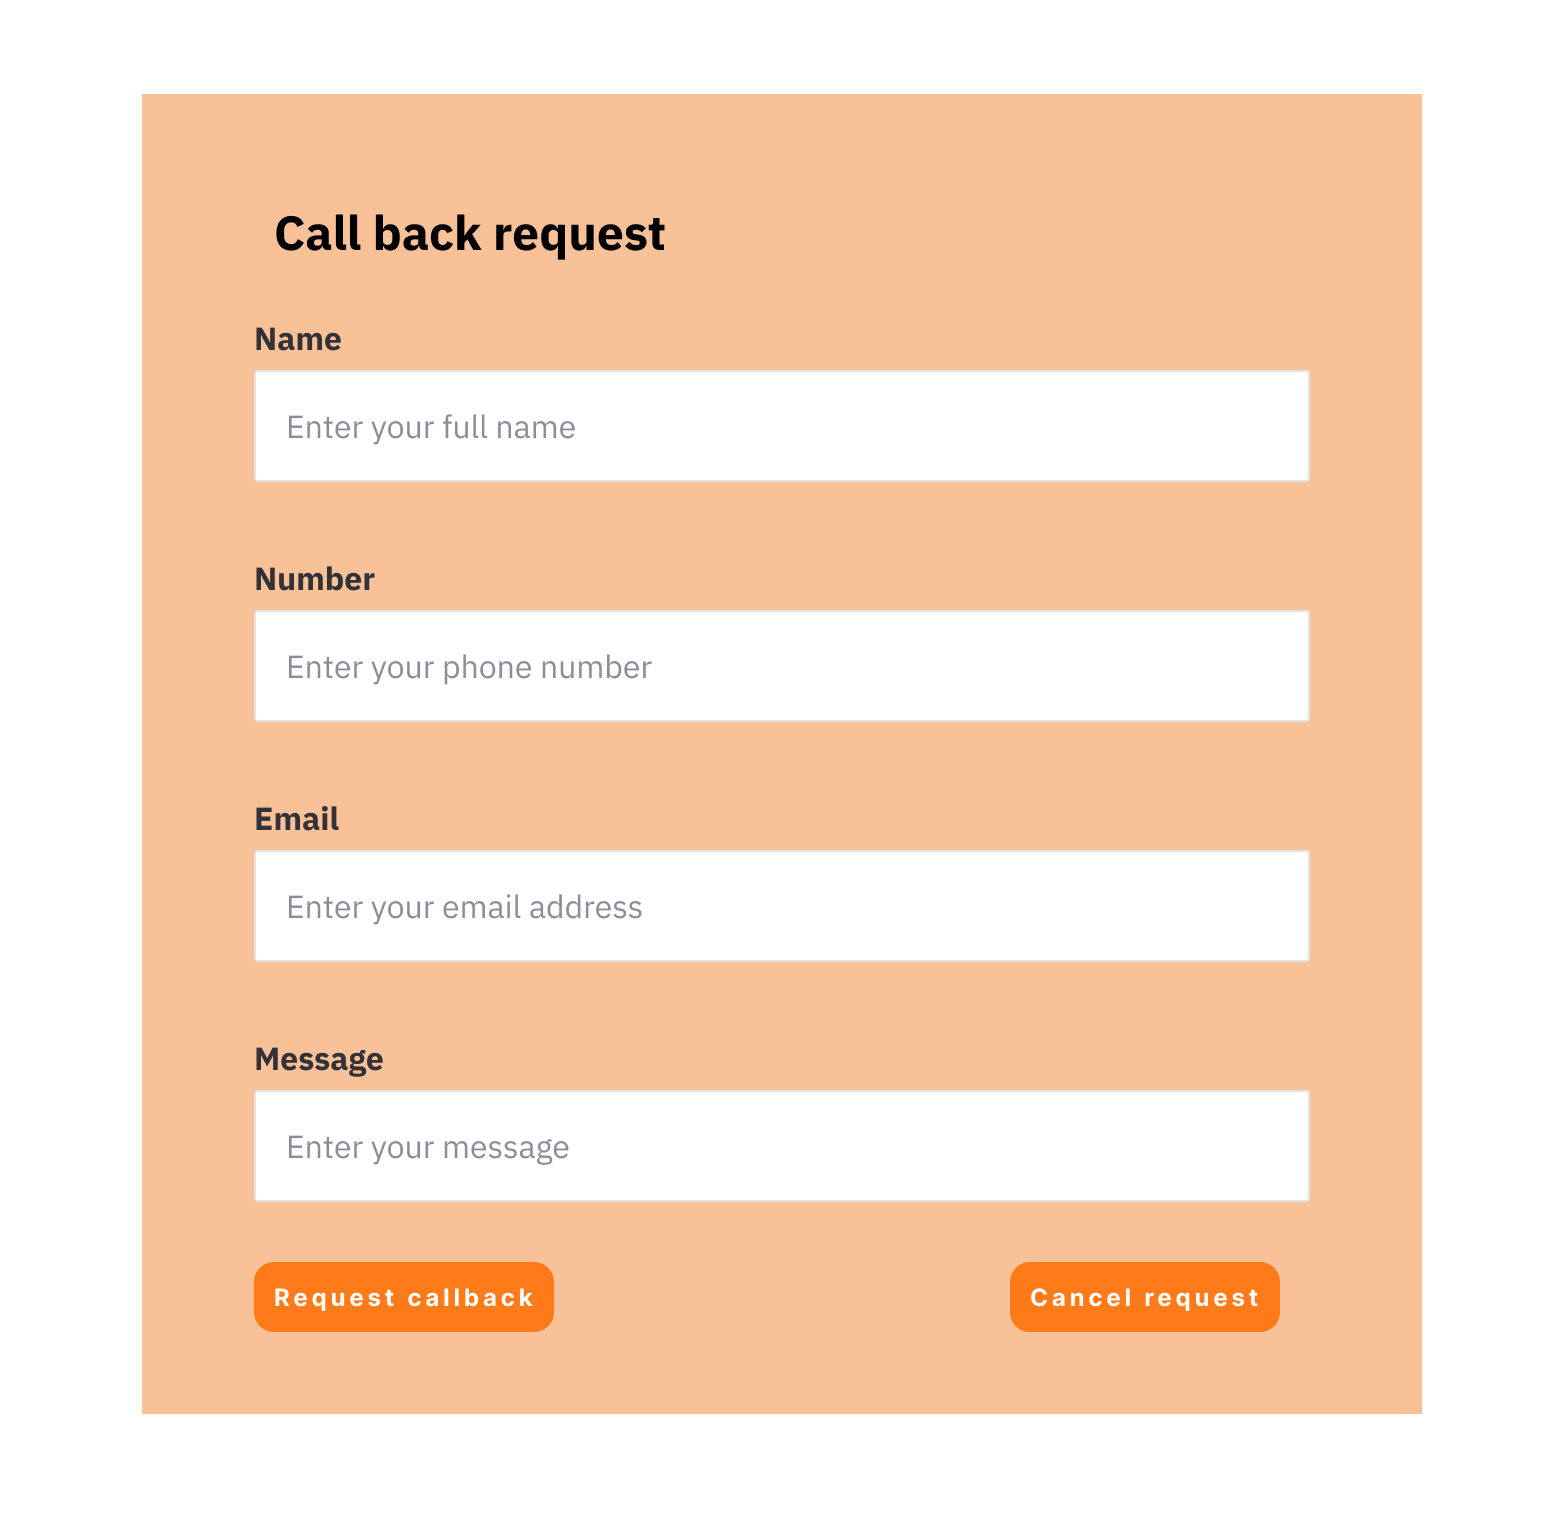 Call back request
Name
Enter your full name
Number
Enter your phone number
Email
Enter your email address
Message
Enter your message
Request callback
Cancel request